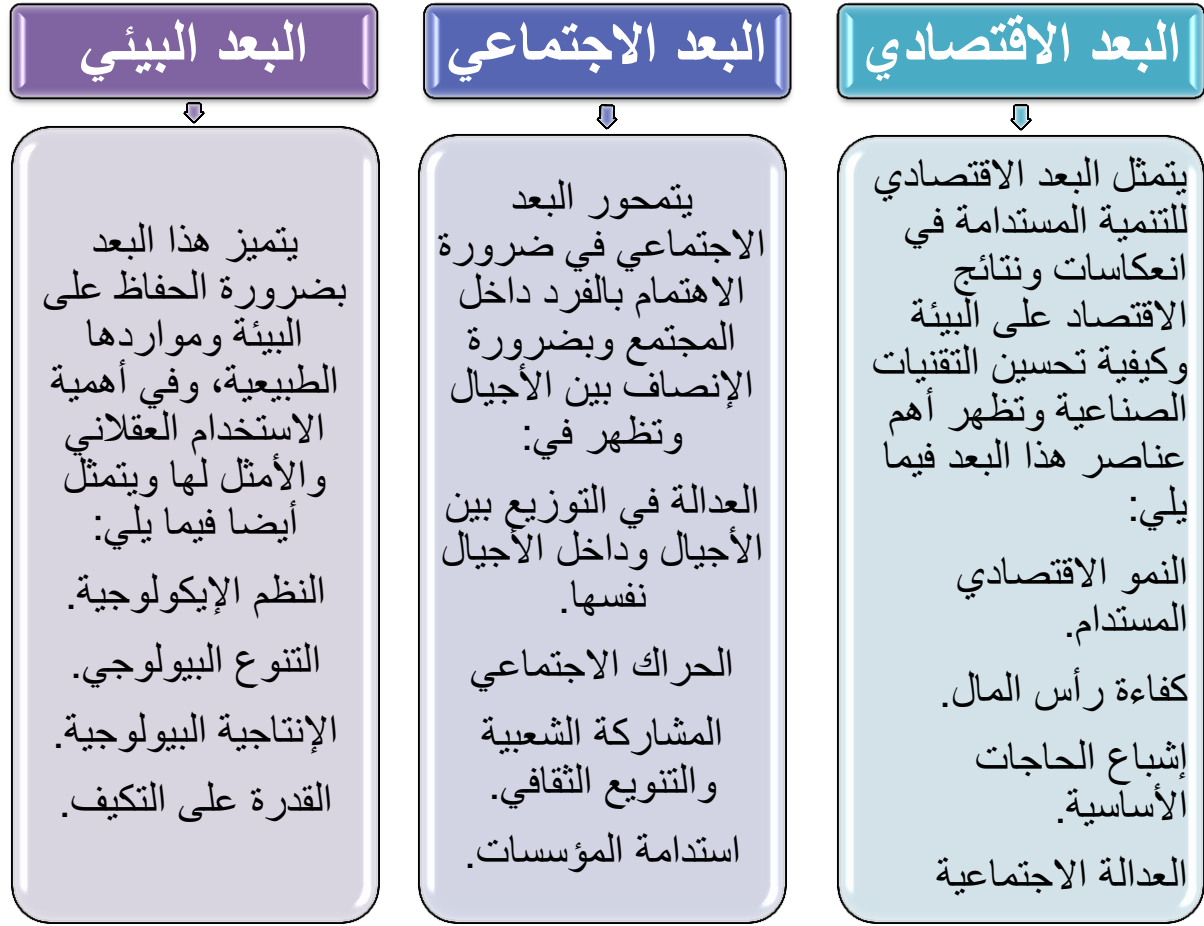 البعد الاقتصادي
يتمثل البعد الاقتصادي
للتنمية المستدامة في
انعكاسات ونتائج
الاقتصاد على البيئة
وكيفية تحسين التقنيات
الصناعية وتظهر أهم
عناصر هذا البعد فيما
يلي:
النمو الاقتصادي
المستدام.
كفاءة رأس المال.
إشباع الحاجات
الأساسية.
العدالة الاجتماعية
البعد الاجتماعي
يتمحور البعد
الاجتماعي في ضرورة
الاهتمام بالفرد داخل
المجتمع وبضرورة
الإنصاف بين الأجيال
وتظهر في:
العدالة في التوزيع بين
الأجيال وداخل الأجيال
نفسها.
الحراك الاجتماعي
المشاركة الشعبية
والتنويع الثقافي.
استدامة المؤسسات.
البعد البيئي
يتميز هذا البعد
بضرورة الحفاظ على
البيئة ومواردها
الطبيعية، وفي أهمية
الاستخدام العقلاني
والأمثل لها ويتمثل
أيضا فيما يلي:
النظم الإيكولوجية.
التنوع البيولوجي.
الإنتاجية البيولوجية.
القدرة على التكيف.